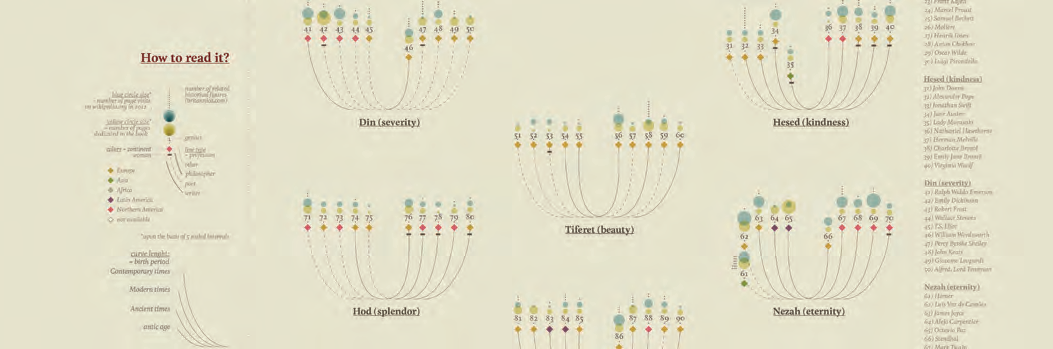 How to read it?
number of related
historical figures
blue circle size*
= number of page visits
on wikipedia.org in 2012
yellow circle size*
= number of pages
dedicated in the book
genius
colors = continent
women
line type
= profession
other
philosopher
poet
writer
Europe
Asia
Africa
Latin America
Northern America
not available
*upon the basis of 5 scaled intervals
= birth period
Contemporary times
Modern times
Ancient times
antic age
41 42 43 44 45 46 47 48 49 50
Din (severity)
71 72 73 74 75 76 77 78 79 80
Hod (splendor)
51 52 53 54 55 56 57 58 59 60
Tiferet (beauty)
81 82 83 84 85 86 87 88 89 90
31 32 33 34 35 36 37 38 39 40
Hesed (kindness)
61 62 63 64 65 66 67 68 69 70
Nezah (eternity)
24) Marcel Proust
25) Samuel Beckett
26) Moliere
27) Henrik Ibsen
28) Anton Chekhov
29) Oscar Wilde
30) Luigi Pirandello
Hesed (kindness)
31) John Donne
32) Alexander Pope
33) Jonathan Swift
34) Jane Austen
35) Lady Murasaki
36) Nathaniel Hawthorne
37) Herman Melville
38) Charlotte Brontë
39) Emily Jane Brontë
40) Virginia Woolf
Din (severity)
41) Ralph Waldo Emerson
42) Emily Dickinson
43) Robert Frost
44) Wallace Stevens
45) T.S. Eliot
46) William Wordsworth
47) Percy Bysshe Shelley
48) John Keats
49) Giacomo Leopardi
50) Alfred, Lord Tennyson
Nezah (eternity)
61) Homer
62) Luís Vaz de Camões
63) James Joyce
64) Alejo Carpentier
65) Octavio Paz
66) Stendhal
67) Mark Twain